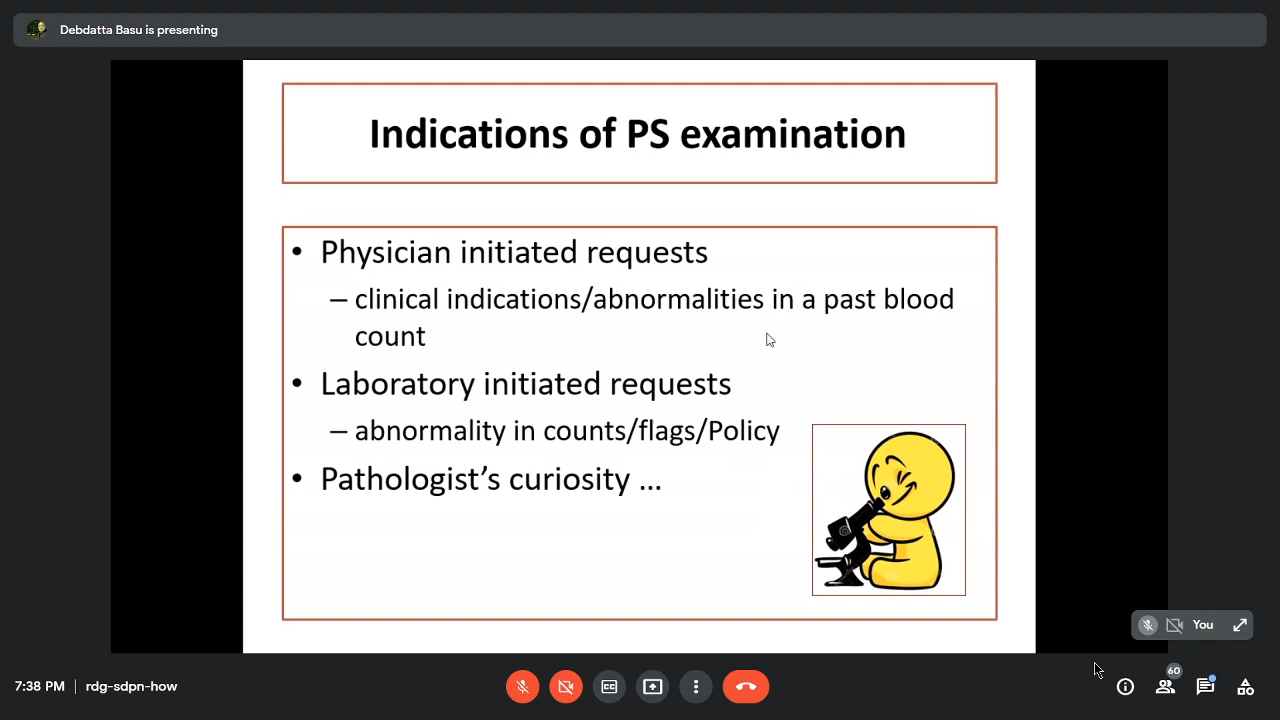 Debdatta Basu is presenting
Indications of PS examination
• Physician initiated requests
– clinical indications/abnormalities in a past blood
count
• Laboratory initiated requests
– abnormality in counts/flags/Policy
• Pathologist’s curiosity ...
You
60
7:38 PM | rdg-sdpn-how
CC